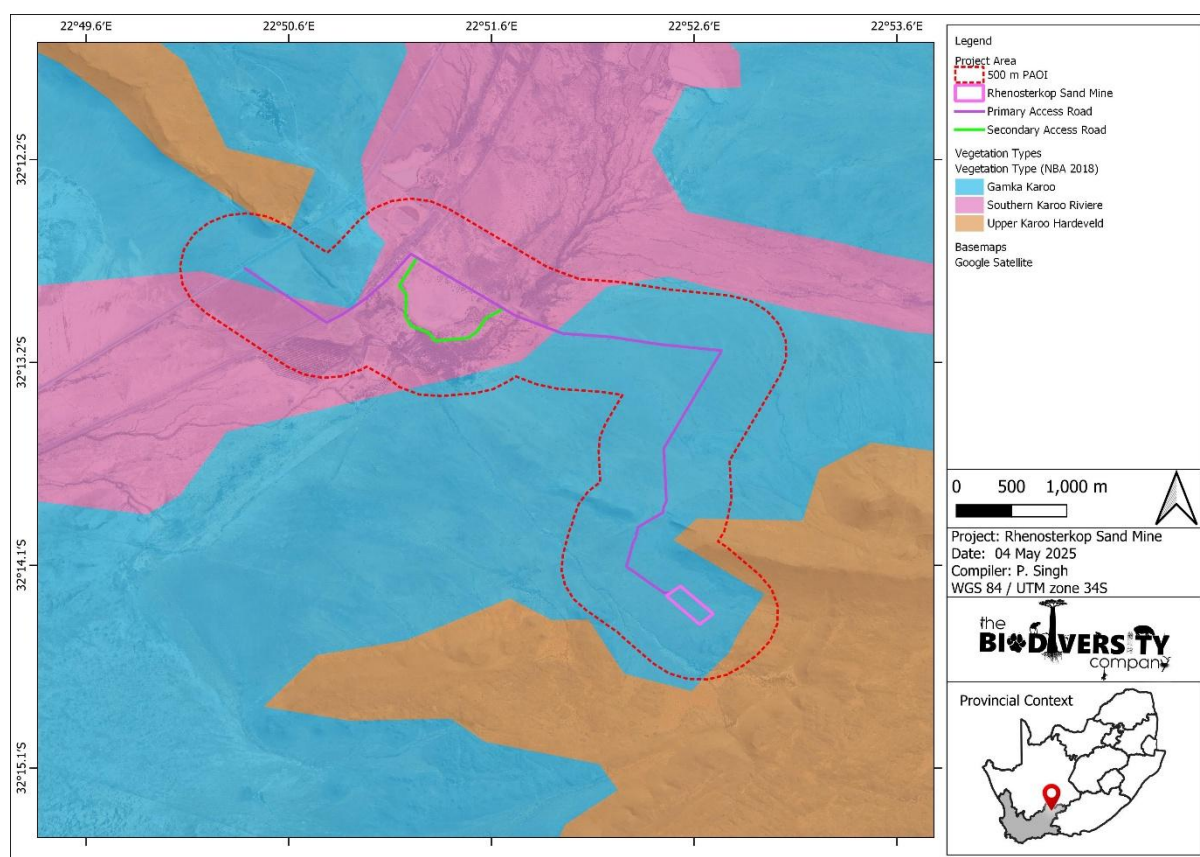 22°49.6'E 22°50.6'E 22°51.6'E 22°52.6'E 22°53.6'E
32°12.2'S
32°13.2'S
32°14.1'S
32°15.1'S
Legend
Project Area
500 m PAOI
Rhenosterkop Sand Mine
Primary Access Road
Secondary Access Road
Vegetation Types
Vegetation Type (NBA 2018)
Gamka Karoo
Southern Karoo Riviere
Upper Karoo Hardeveld
Basemaps
Google Satellite
0 500 1,000 m
Project: Rhenosterkop Sand Mine
Date: 04 May 2025
Compiler: P. Singh
WGS 84 / UTM zone 34S
the
BIODIVERSITY
company
Provincial Context